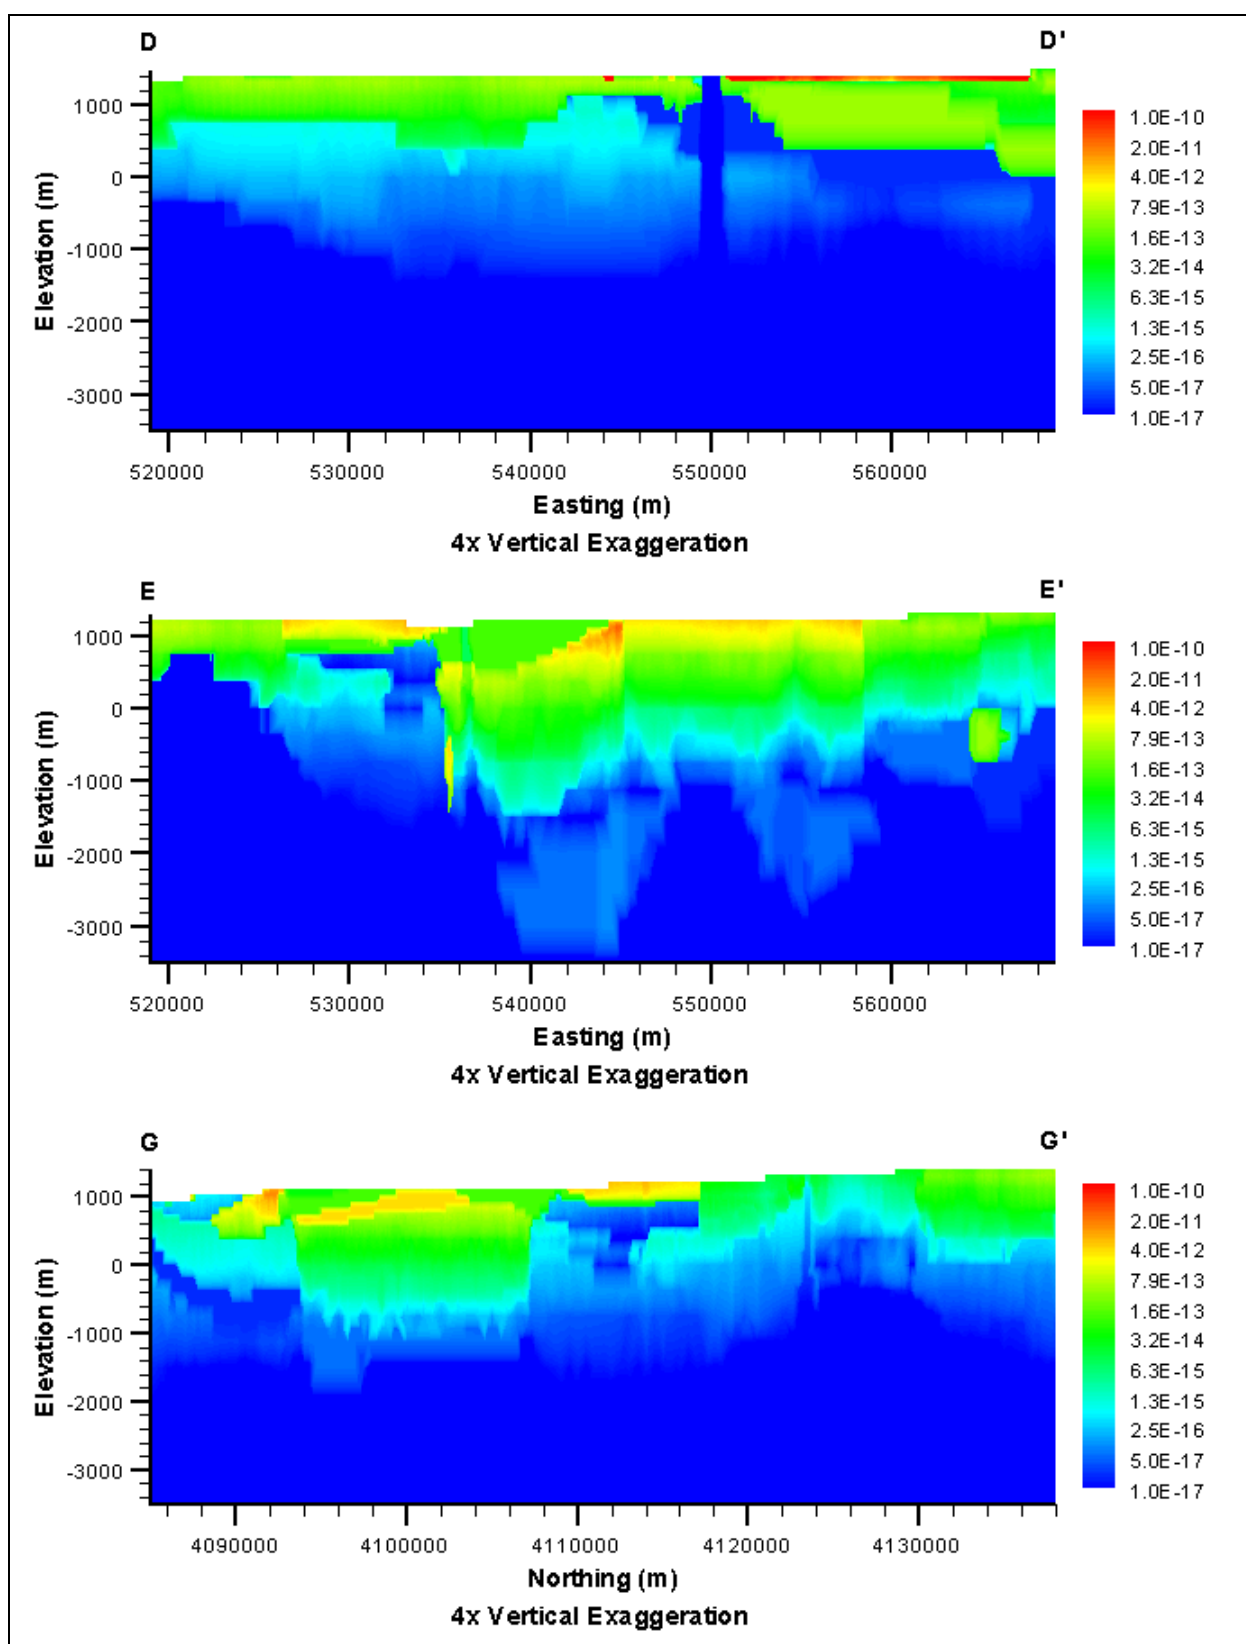 D D'
Elevation (m)
1000
0
-1000
-2000
-3000
520000 530000 540000 550000 560000
Easting (m)
4x Vertical Exaggeration
1.0E-10
2.0E-11
4.0E-12
7.9E-13
1.6E-13
3.2E-14
6.3E-15
1.3E-15
2.5E-16
5.0E-17
1.0E-17
E E'
Elevation (m)
1000
0
-1000
-2000
-3000
520000 530000 540000 550000 560000
Easting (m)
4x Vertical Exaggeration
1.0E-10
2.0E-11
4.0E-12
7.9E-13
1.6E-13
3.2E-14
6.3E-15
1.3E-15
2.5E-16
5.0E-17
1.0E-17
G G'
Elevation (m)
1000
0
-1000
-2000
-3000
4090000 4100000 4110000 4120000 4130000
Northing (m)
4x Vertical Exaggeration
1.0E-10
2.0E-11
4.0E-12
7.9E-13
1.6E-13
3.2E-14
6.3E-15
1.3E-15
2.5E-16
5.0E-17
1.0E-17